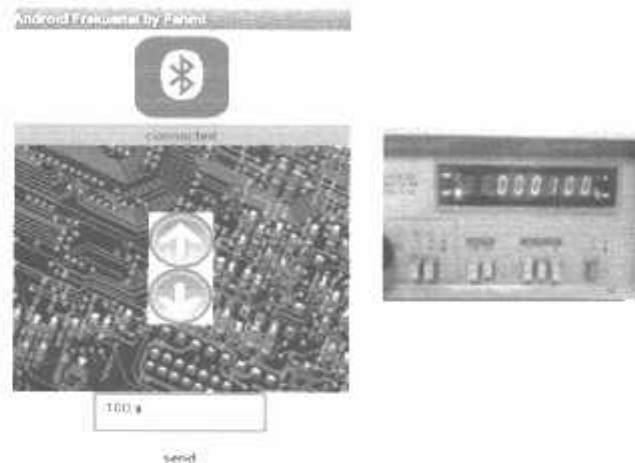 Android Frekuensi by Fahmi
connected
000100
100 #
send